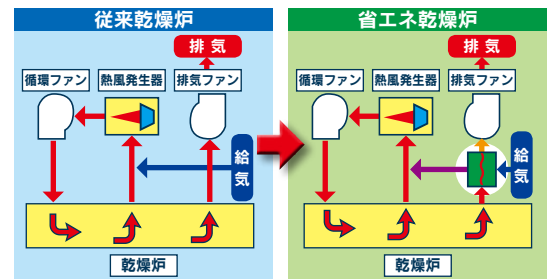 従来乾燥炉
排気
循環ファン
熱風発生器
排気ファン
給気
乾燥炉
省エネ乾燥炉
排気
循環ファン
熱風発生器
排気ファン
給気
乾燥炉